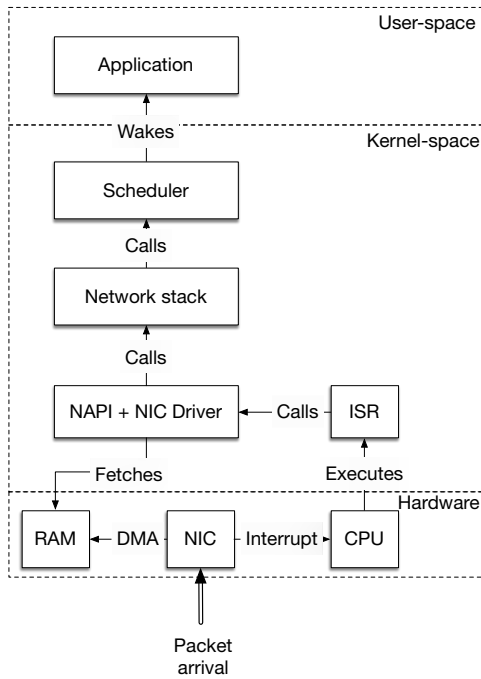 User-space
Application
Wakes
Kernel-space
Scheduler
Calls
Network stack
Calls
NAPI + NIC Driver
Calls
ISR
Fetches
Executes
Hardware
RAM
DMA
NIC
Interrupt
CPU
Packet
arrival